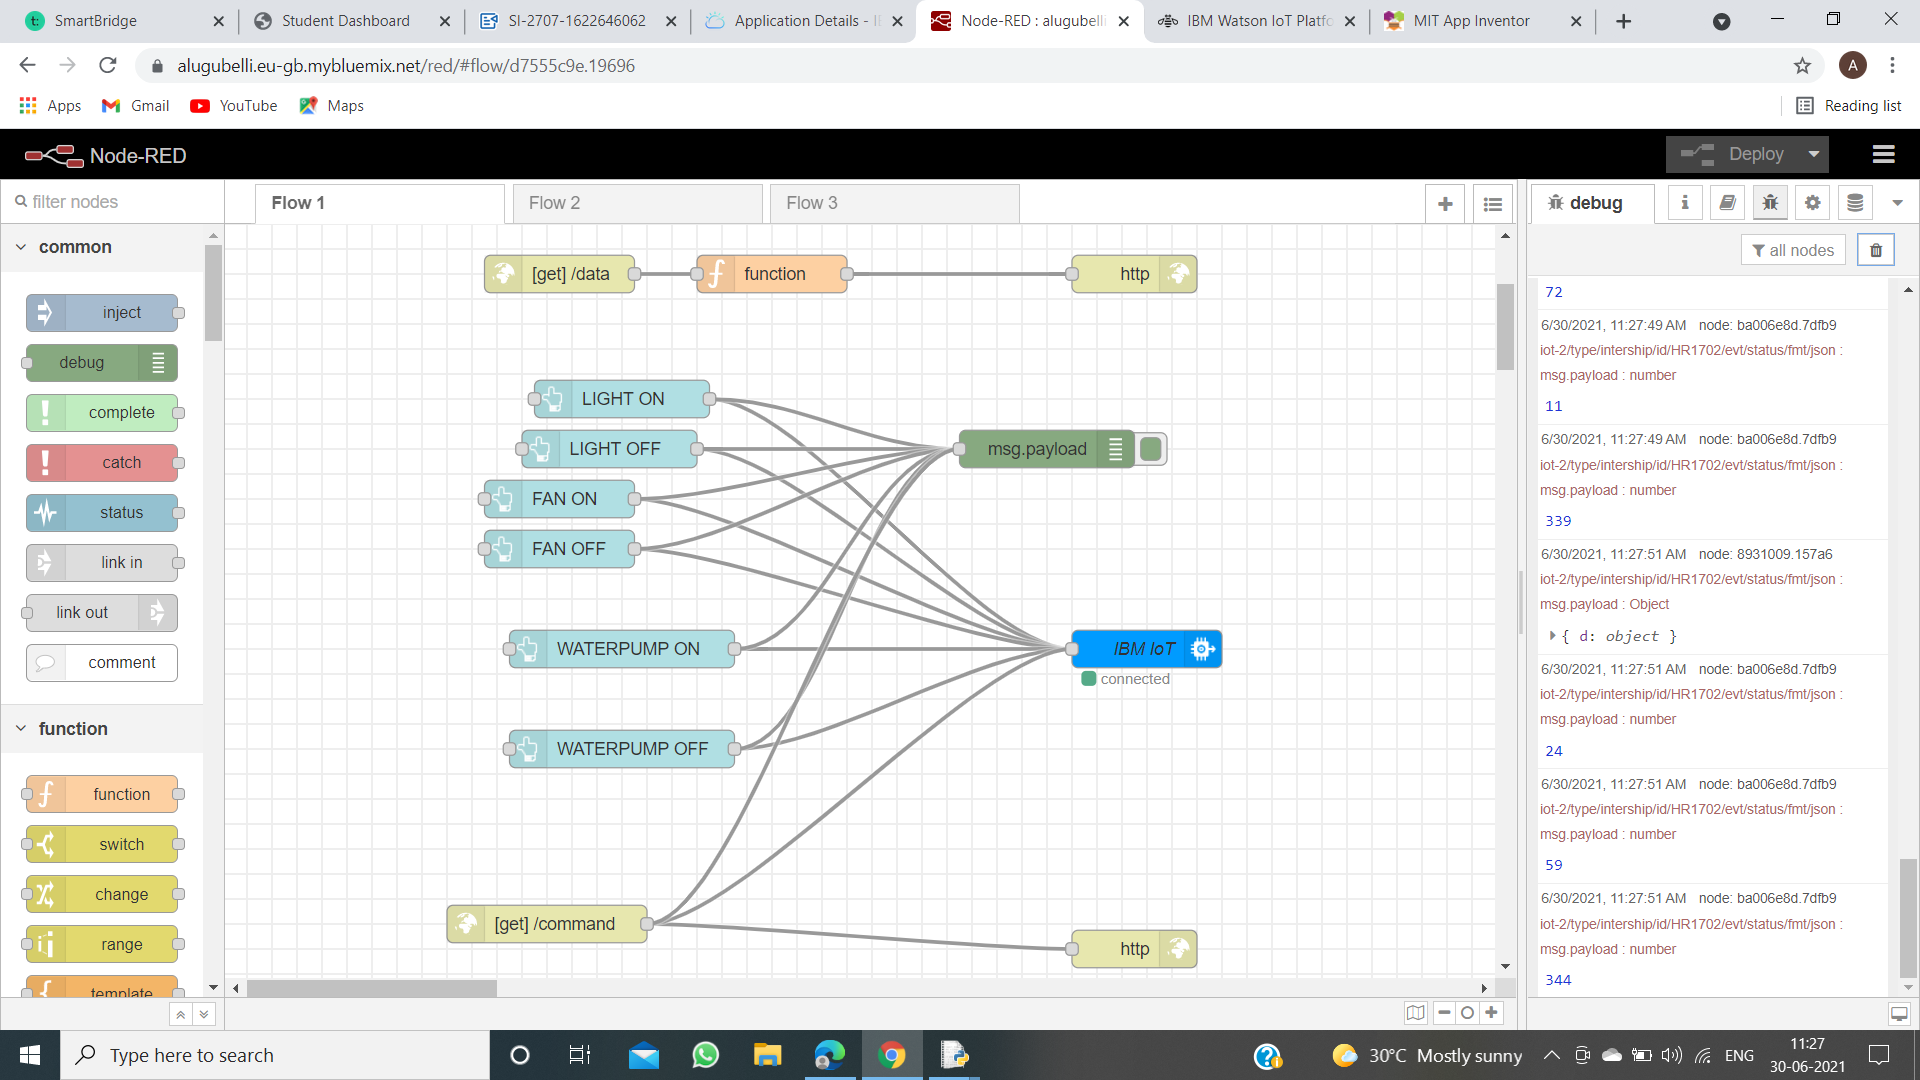 SmartBridge
Student Dashboard
SI-2707-1622646062
Application Details - I
Node-RED : alugubelli
IBM Watson IoT Platfo
MIT App Inventor
alugubelli.eu-gb.mybluemix.net/red/#flow/d7555c9e.19696
A
Apps
Gmail
YouTube
Maps
Reading list
Node-RED
Deploy
filter nodes
Flow 1
Flow 2
Flow 3
debug
all nodes
common
inject
debug
complete
catch
status
link in
link out
comment
function
function
switch
change
range
template
[get] /data
function
http
LIGHT ON
LIGHT OFF
FAN ON
FAN OFF
WATERPUMP ON
WATERPUMP OFF
msg.payload
IBM IoT
connected
[get] /command
http
72
6/30/2021, 11:27:49 AM node: ba006e8d.7dfb9
iot-2/type/intership/id/HR1702/evt/status/fmt/json :
msg.payload : number
11
6/30/2021, 11:27:49 AM node: ba006e8d.7dfb9
iot-2/type/intership/id/HR1702/evt/status/fmt/json :
msg.payload : number
339
6/30/2021, 11:27:51 AM node: 8931009.157a6
iot-2/type/intership/id/HR1702/evt/status/fmt/json :
msg.payload : Object
{ d: object }
6/30/2021, 11:27:51 AM node: ba006e8d.7dfb9
iot-2/type/intership/id/HR1702/evt/status/fmt/json :
msg.payload : number
24
6/30/2021, 11:27:51 AM node: ba006e8d.7dfb9
iot-2/type/intership/id/HR1702/evt/status/fmt/json :
msg.payload : number
59
6/30/2021, 11:27:51 AM node: ba006e8d.7dfb9
iot-2/type/intership/id/HR1702/evt/status/fmt/json :
msg.payload : number
344
Type here to search
30°C Mostly sunny
ENG
11:27
30-06-2021